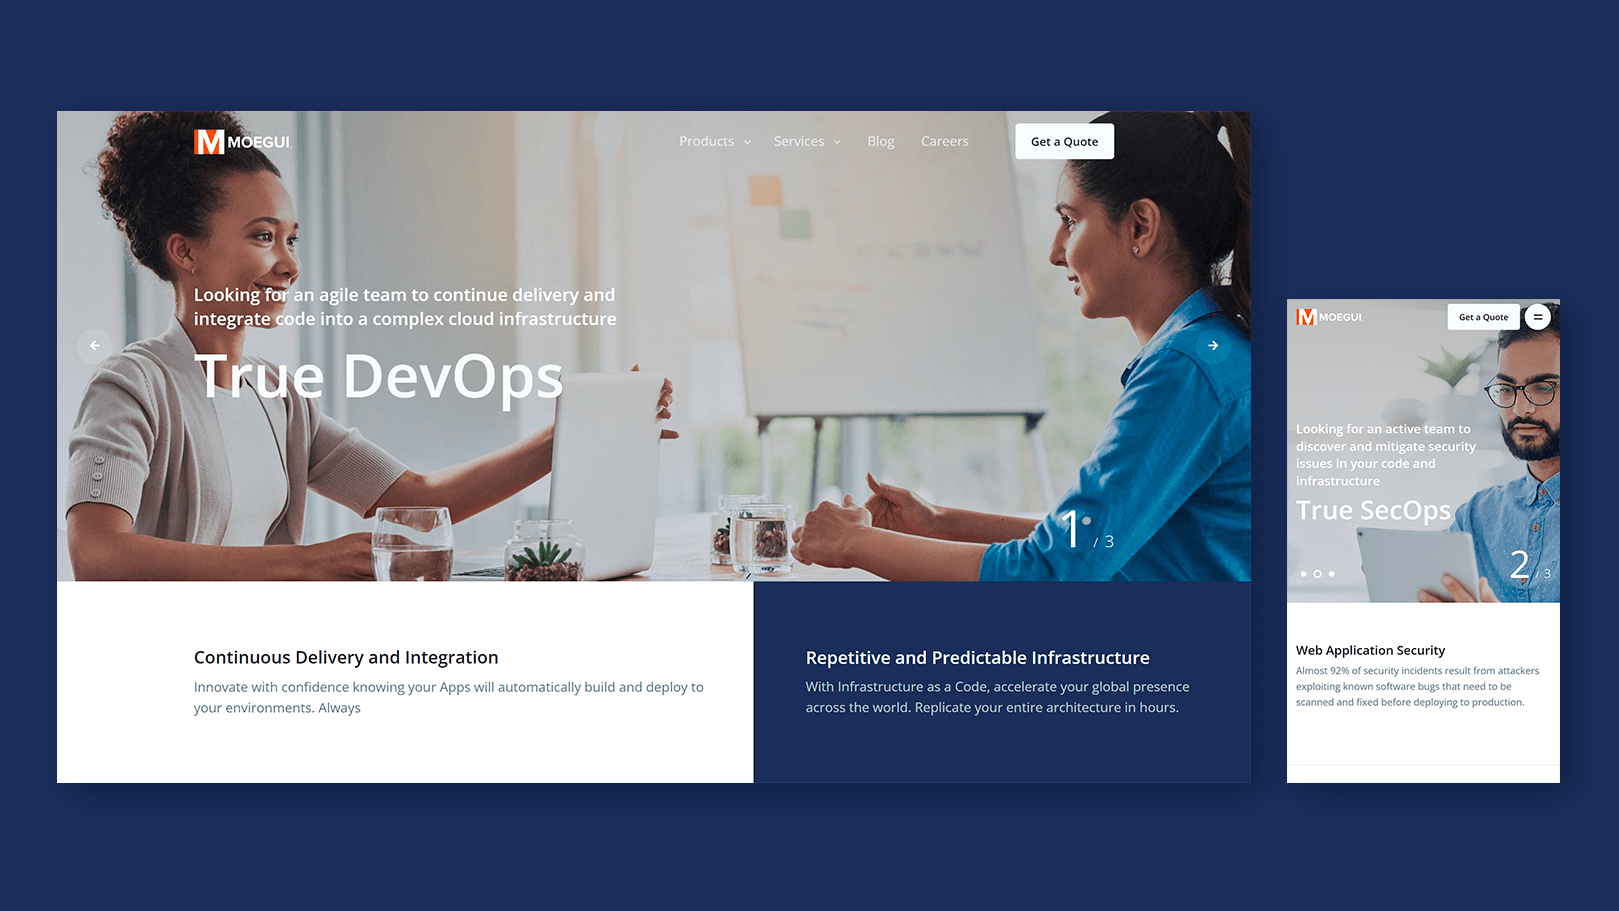 MOEGUI
Products
Services
Blog
Careers
Get a Quote
Looking for an agile team to continue delivery and
integrate code into a complex cloud infrastructure
True DevOps
1 / 3
Continuous Delivery and Integration
Innovate with confidence knowing your Apps will automatically build and deploy to
your environments. Always
Repetitive and Predictable Infrastructure
With Infrastructure as a Code, accelerate your global presence
across the world. Replicate your entire architecture in hours.
MOEGUI
Get a Quote
Looking for an active team to
discover and mitigate security
issues in your code and
infrastructure
True SecOps
2 / 3
Web Application Security
Almost 92% of security incidents result from attackers
exploiting known software bugs that need to be
scanned and fixed before deploying to production.